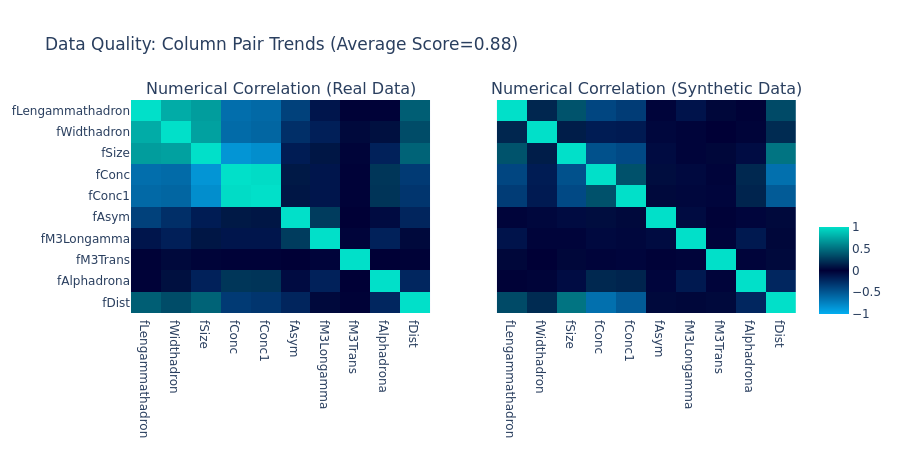 Data Quality: Column Pair Trends (Average Score=0.88)
Numerical Correlation (Real Data)
Numerical Correlation (Synthetic Data)
fLengammathadron
fWidthadron
fSize
fConc
fConc1
fAsym
fM3Longamma
fM3Trans
fAlphadrona
fDist
fLengammathadron
fWidthadron
fSize
fConc
fConc1
fAsym
fM3Longamma
fM3Trans
fAlphadrona
fDist
fLengammathadron
fWidthadron
fSize
fConc
fConc1
fAsym
fM3Longamma
fM3Trans
fAlphadrona
fDist
1
0.5
0
−0.5
−1